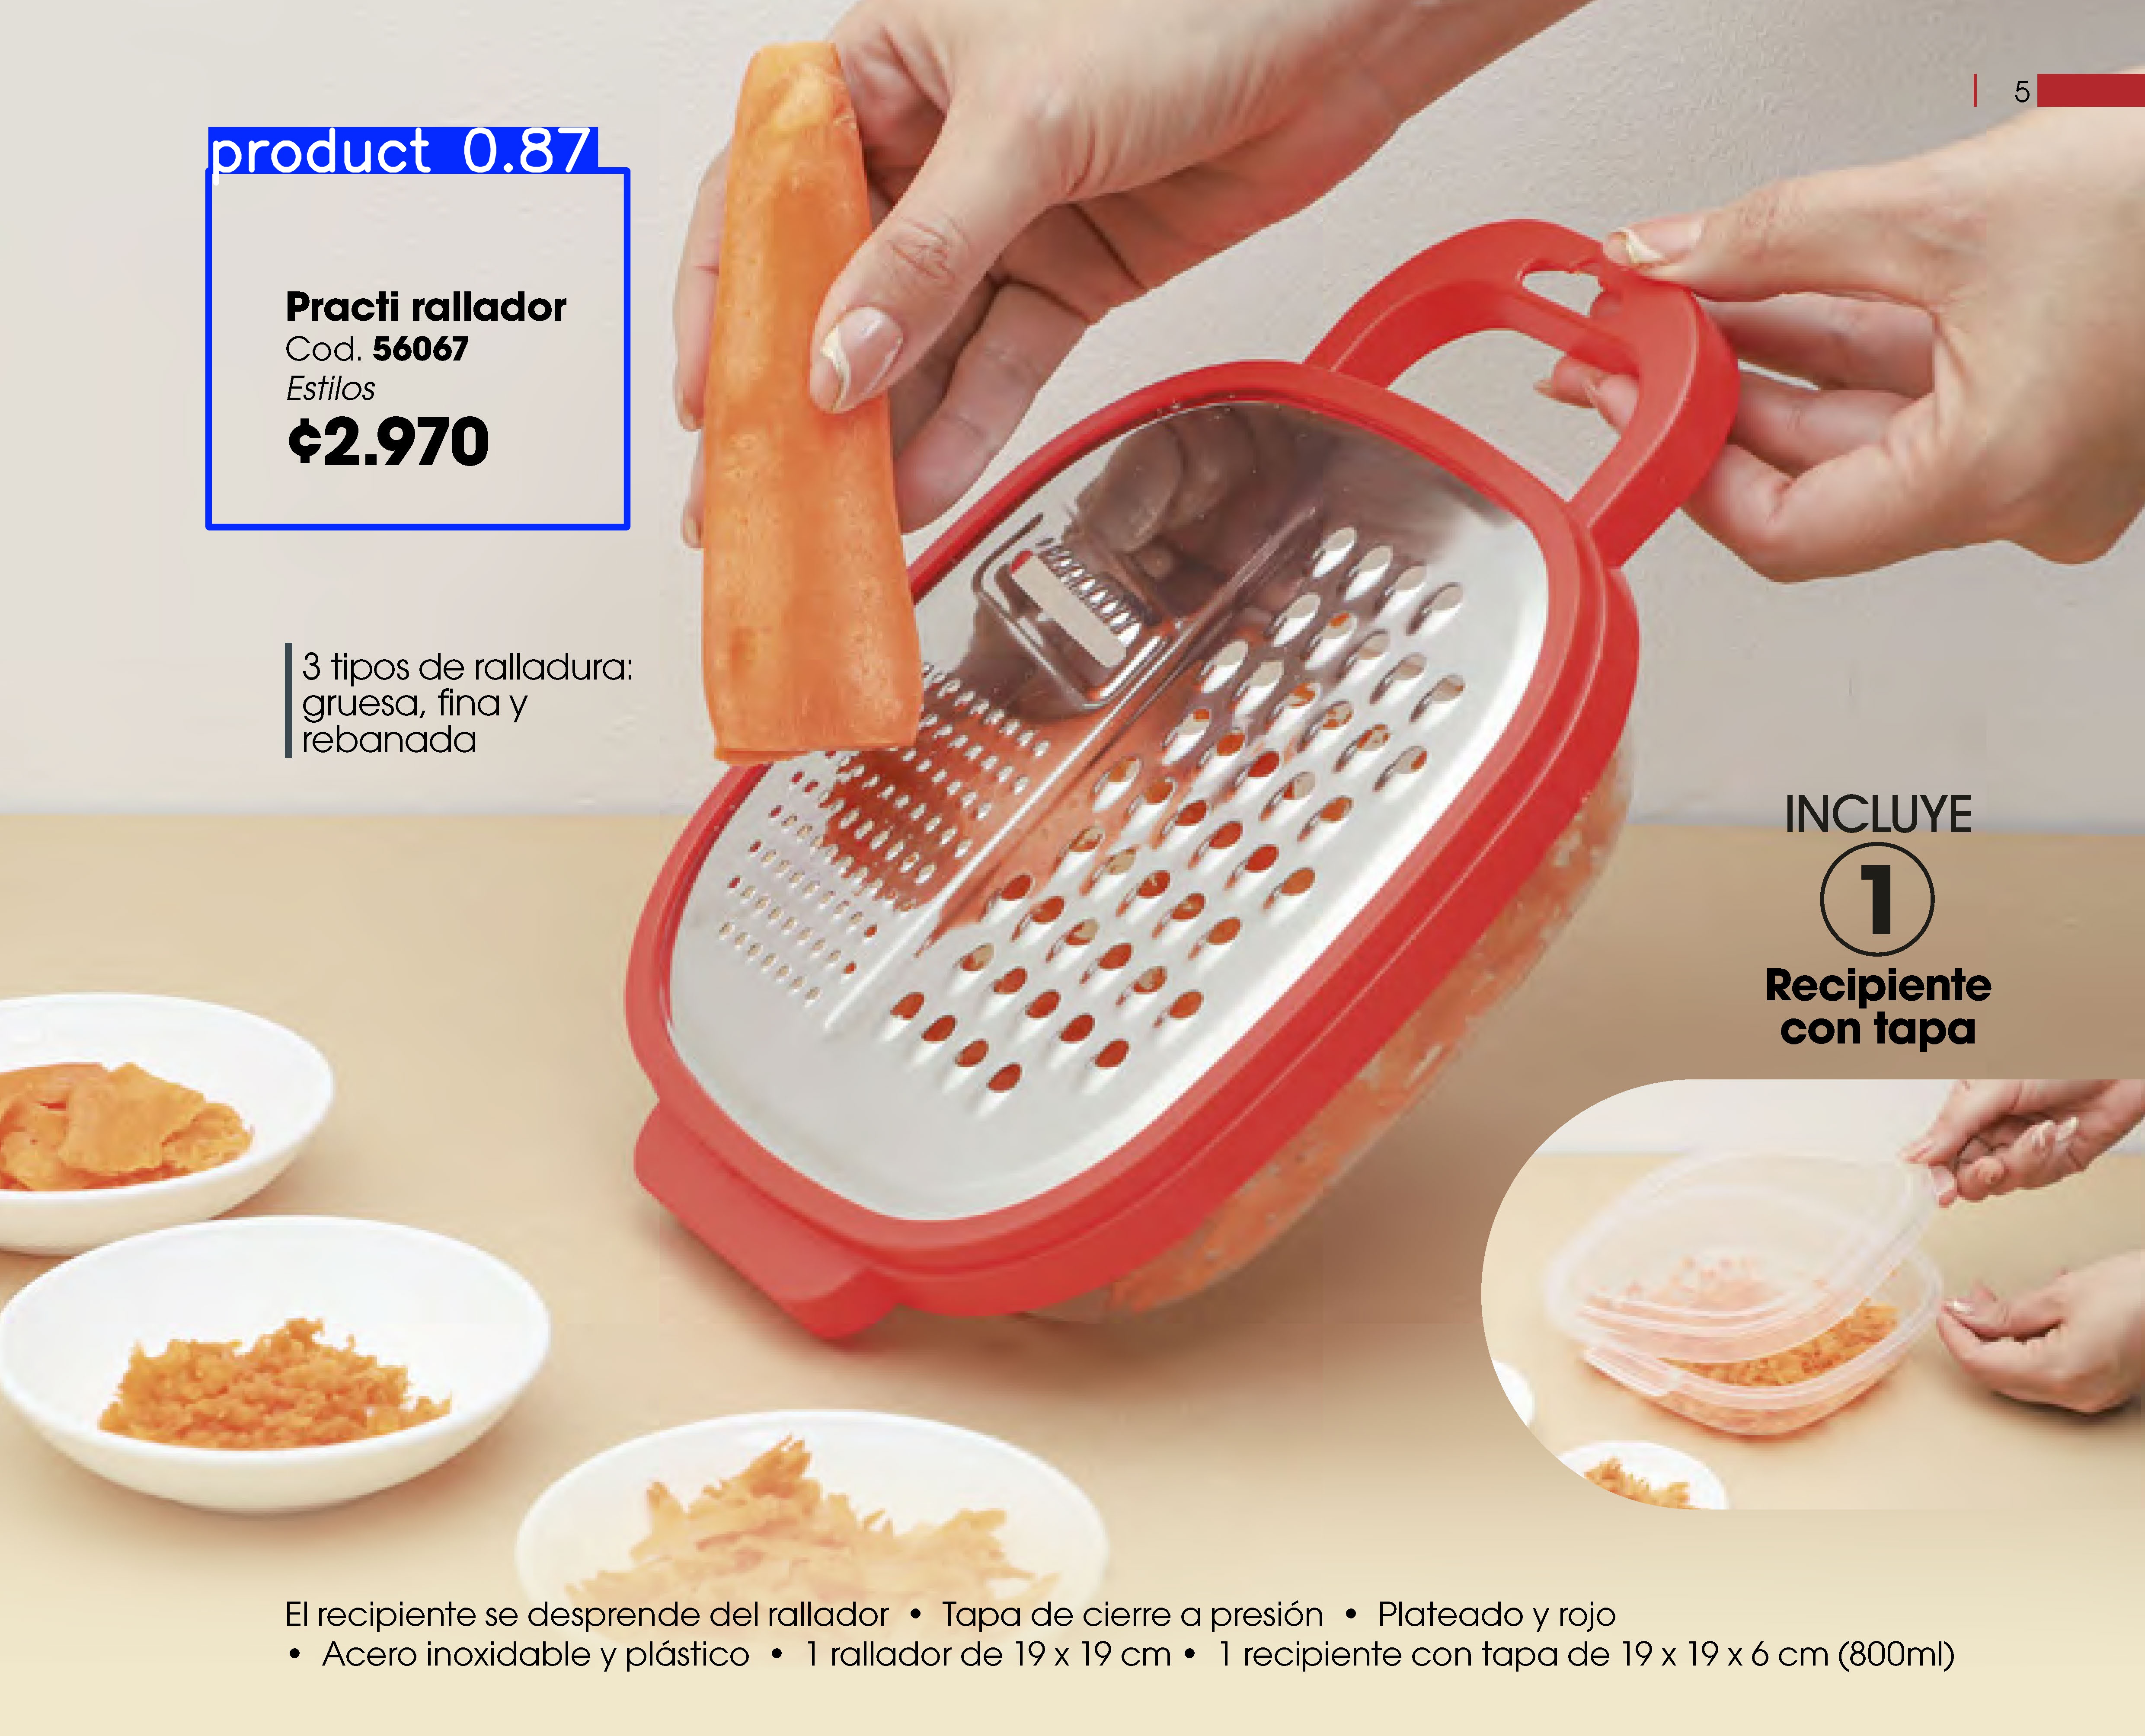 5
product 0.87
Practi rallador
Cod. 56067
Estilos
¢2.970
3 tipos de ralladura:
gruesa, fina y
rebanada
INCLUYE
1
Recipiente
con tapa
El recipiente se desprende del rallador • Tapa de cierre a presión • Plateado y rojo
• Acero inoxidable y plástico • 1 rallador de 19 x 19 cm • 1 recipiente con tapa de 19 x 19 x 6 cm (800ml)